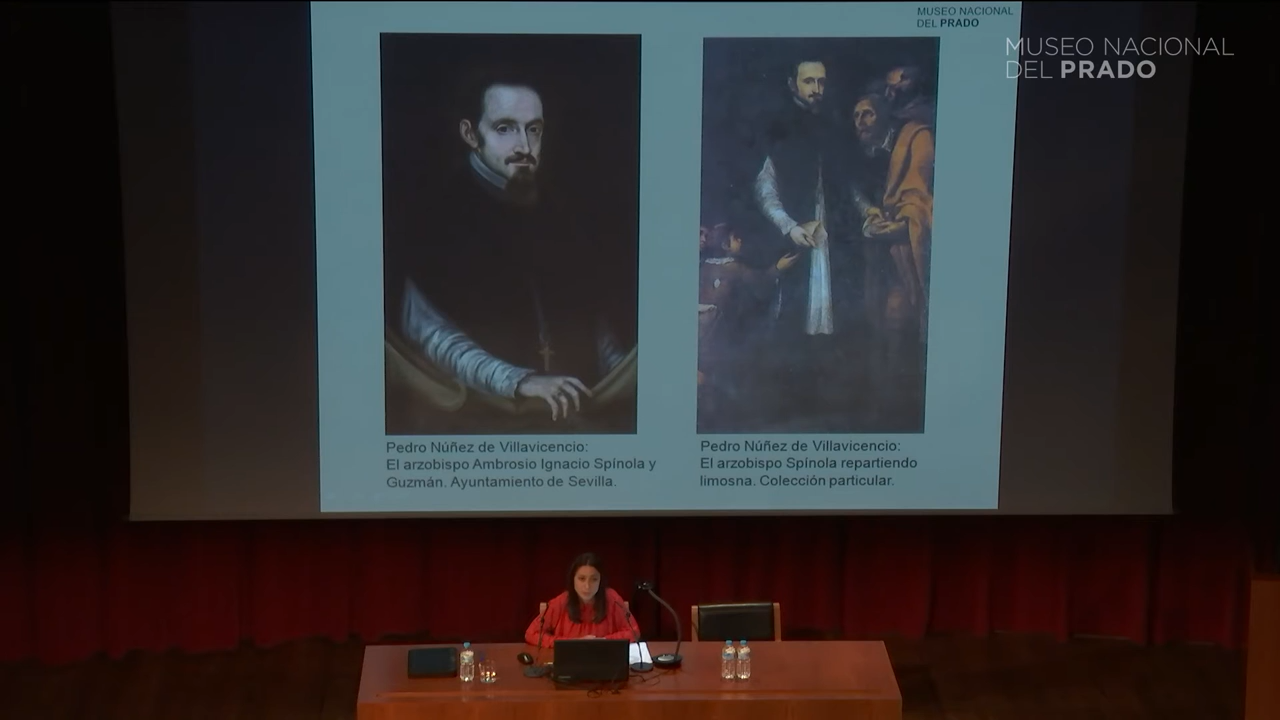 MUSEO NACIONAL
DEL PRADO
MUSEO NACIONAL
DEL PRADO
Pedro Núñez de Villavicencio:
El arzobispo Ambrosio Ignacio Spínola y
Guzmán. Ayuntamiento de Sevilla.
Pedro Núñez de Villavicencio:
El arzobispo Spínola repartiendo
limosna. Colección particular.